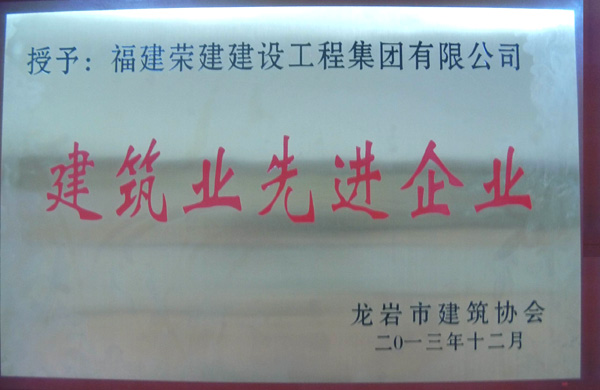 授予：福建荣建建设工程集团有限公司
建筑业先进企业
龙岩市建筑协会
二0一三年十二月